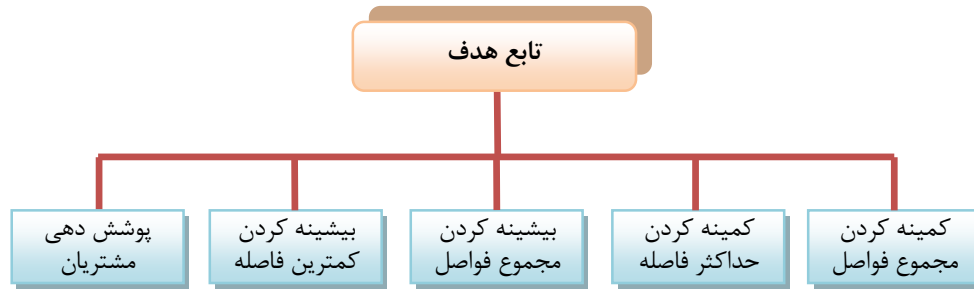 تابع هدف
کمینه کردن
مجموع فواصل
کمینه کردن
حداکثر فاصله
بیشینه کردن
مجموع فواصل
بیشینه کردن
کمترین فاصله
پوشش دهی
مشتریان